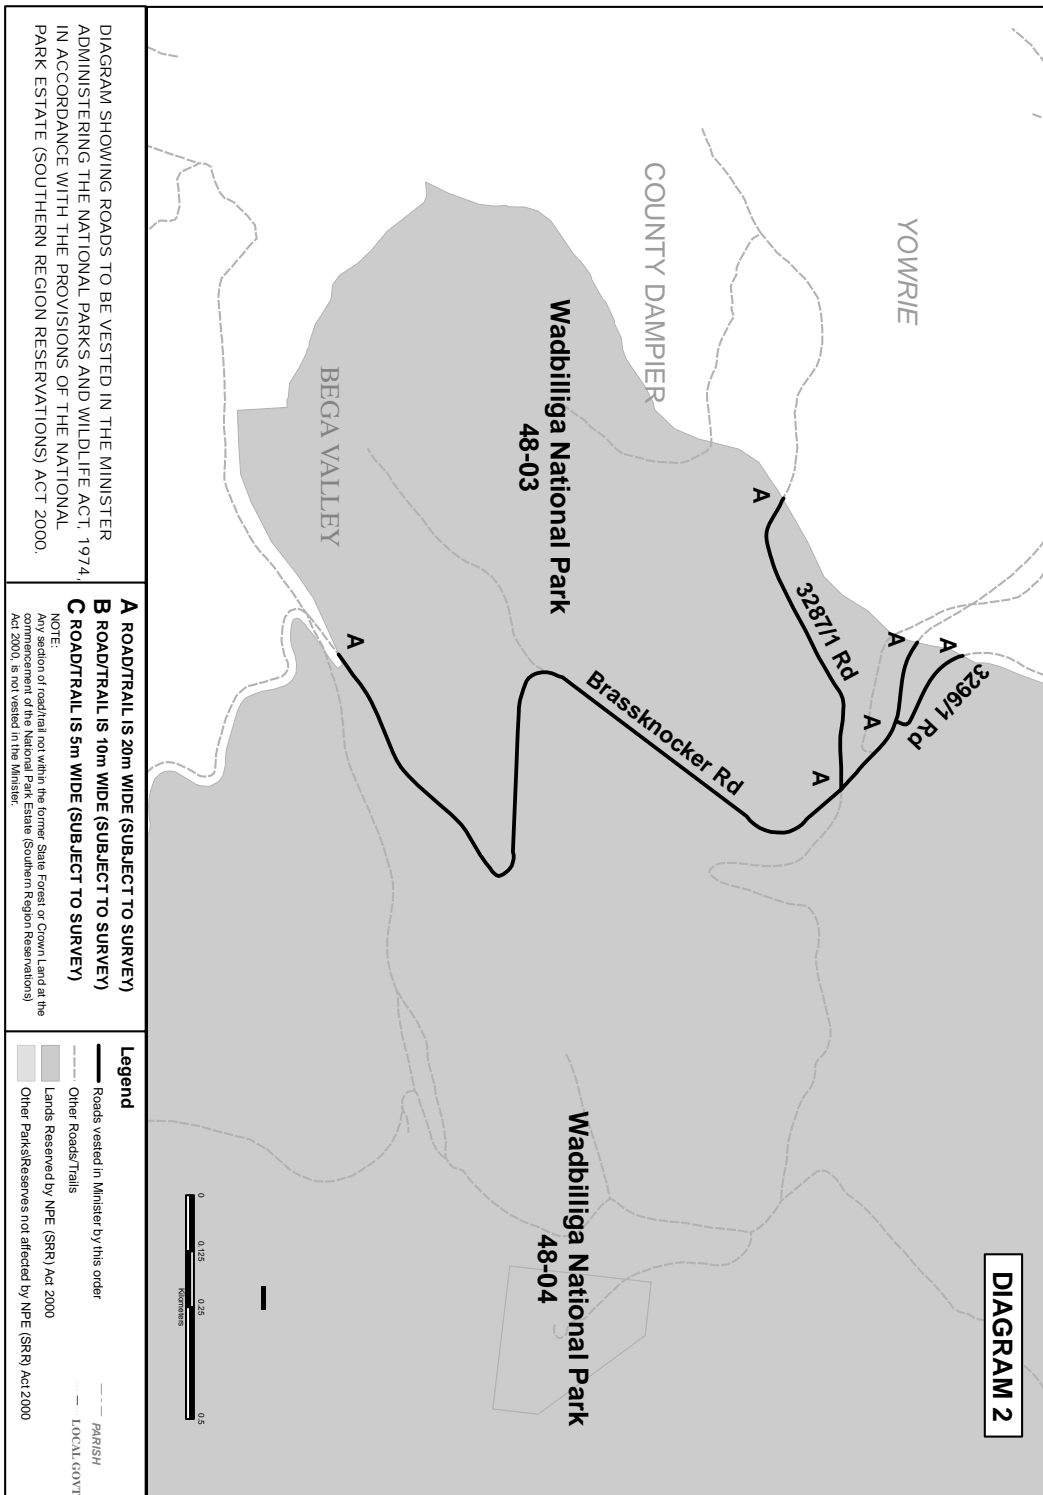 DIAGRAM 2
YOWRIE
COUNTY DAMPIER
Wadbilliga National Park
48-03
BEGA VALLEY
A
3287/1 Rd
A
A
3296/1 Rd
A
A
Brassknocker Rd
A
Wadbilliga National Park
48-04
0 0.125 0.25 0.5
Kilometers
DIAGRAM SHOWING ROADS TO BE VESTED IN THE MINISTER
ADMINISTERING THE NATIONAL PARKS AND WILDLIFE ACT, 1974,
IN ACCORDANCE WITH THE PROVISIONS OF THE NATIONAL
PARK ESTATE (SOUTHERN REGION RESERVATIONS) ACT 2000.
A ROAD/TRAIL IS 20m WIDE (SUBJECT TO SURVEY)
B ROAD/TRAIL IS 10m WIDE (SUBJECT TO SURVEY)
C ROAD/TRAIL IS 5m WIDE (SUBJECT TO SURVEY)
NOTE:
Any section of road/trail not within the former State Forest or Crown Land at the
commencement of the National Park Estate (Southern Region Reservations)
Act 2000, is not vested in the Minister.
Legend
Roads vested in Minister by this order
Other Roads/Trails
Lands Reserved by NPE (SRR) Act 2000
Other Parks\Reserves not affected by NPE (SRR) Act 2000
PARISH
LOCAL GOVT